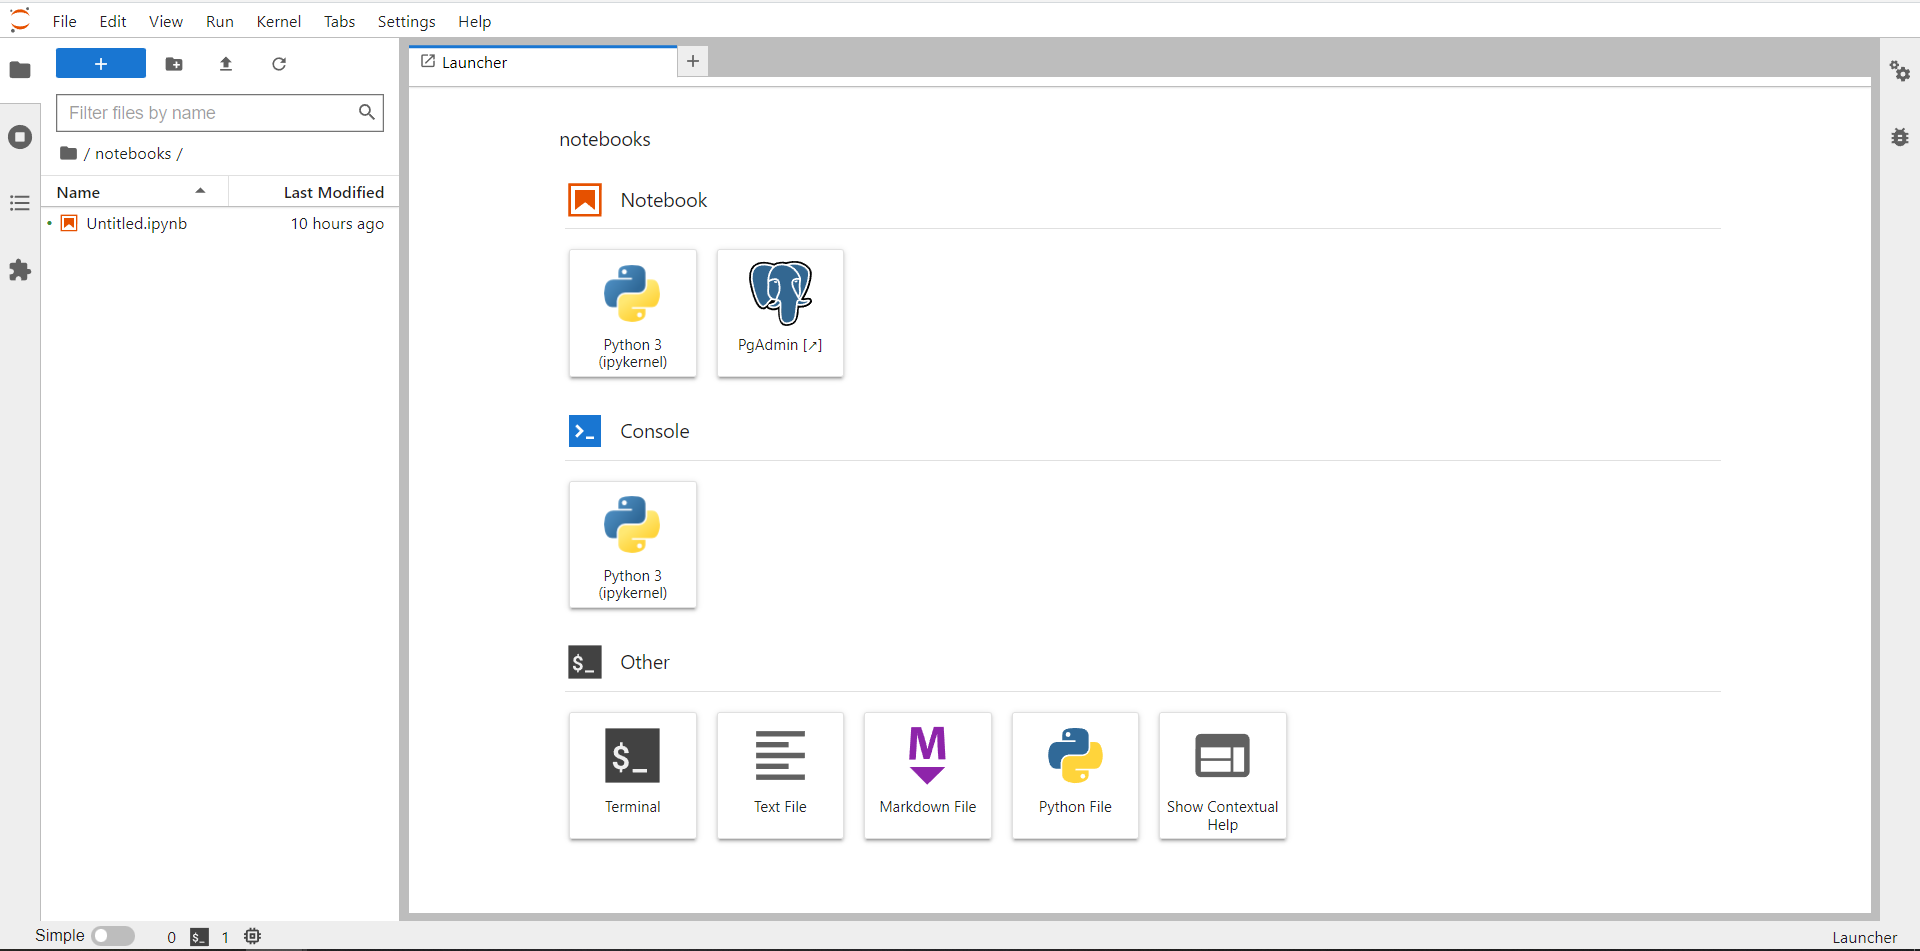 File Edit View Run Kernel Tabs Settings Help
Launcher
Filter files by name
/ notebooks /
Name Last Modified
Untitled.ipynb 10 hours ago
notebooks
Notebook
Python 3
(ipykernel)
PgAdmin [↗]
Console
Python 3
(ipykernel)
$_ Other
$_
Terminal
Text File
M
Markdown File
Python File
Show Contextual
Help
Simple 0 $_ 1 Launcher